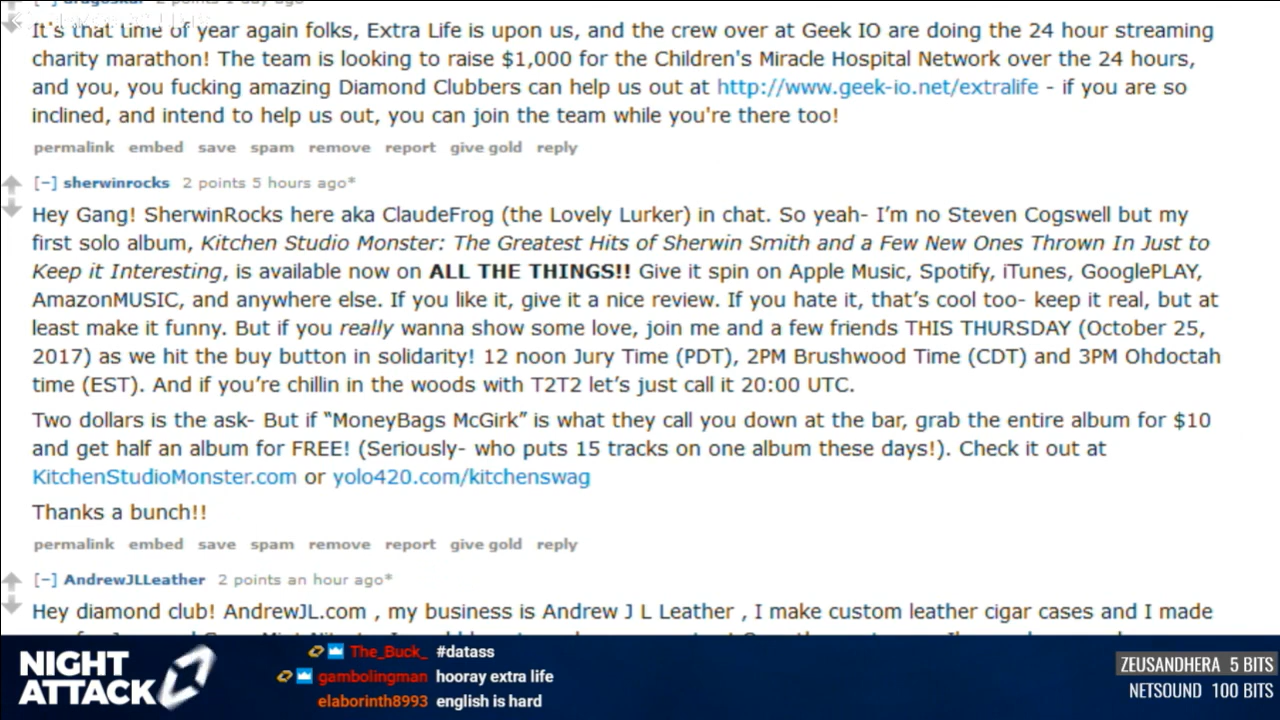 2 points 1 day ago
It's that time of year again folks, Extra Life is upon us, and the crew over at Geek IO are doing the 24 hour streaming
charity marathon! The team is looking to raise $1,000 for the Children's Miracle Hospital Network over the 24 hours,
and you, you fucking amazing Diamond Clubbers can help us out at http://www.geek-io.net/extralife - if you are so
inclined, and intend to help us out, you can join the team while you're there too!
permalink embed save spam remove report give gold reply
[–] sherwinrocks 2 points 5 hours ago*
Hey Gang! SherwinRocks here aka ClaudeFrog (the Lovely Lurker) in chat. So yeah- I’m no Steven Cogswell but my
first solo album, Kitchen Studio Monster: The Greatest Hits of Sherwin Smith and a Few New Ones Thrown In Just to
Keep it Interesting, is available now on ALL THE THINGS!! Give it spin on Apple Music, Spotify, iTunes, GooglePLAY,
AmazonMUSIC, and anywhere else. If you like it, give it a nice review. If you hate it, that’s cool too- keep it real, but at
least make it funny. But if you really wanna show some love, join me and a few friends THIS THURSDAY (October 25,
2017) as we hit the buy button in solidarity! 12 noon Jury Time (PDT), 2PM Brushwood Time (CDT) and 3PM Ohdoctah
time (EST). And if you’re chillin in the woods with T2T2 let’s just call it 20:00 UTC.
Two dollars is the ask- But if “MoneyBags McGirk” is what they call you down at the bar, grab the entire album for $10
and get half an album for FREE! (Seriously- who puts 15 tracks on one album these days!). Check it out at
KitchenStudioMonster.com or yolo420.com/kitchenswag
Thanks a bunch!!
permalink embed save spam remove report give gold reply
[–] AndrewJLLeather 2 points an hour ago*
Hey diamond club! AndrewJL.com , my business is Andrew J L Leather , I make custom leather cigar cases and I made
NIGHT
ATTACK
The_Buck_ #datass
gambolingman hooray extra life
elaborinth8993 english is hard
ZEUSANDHERA 5 BITS
NETSOUND 100 BITS